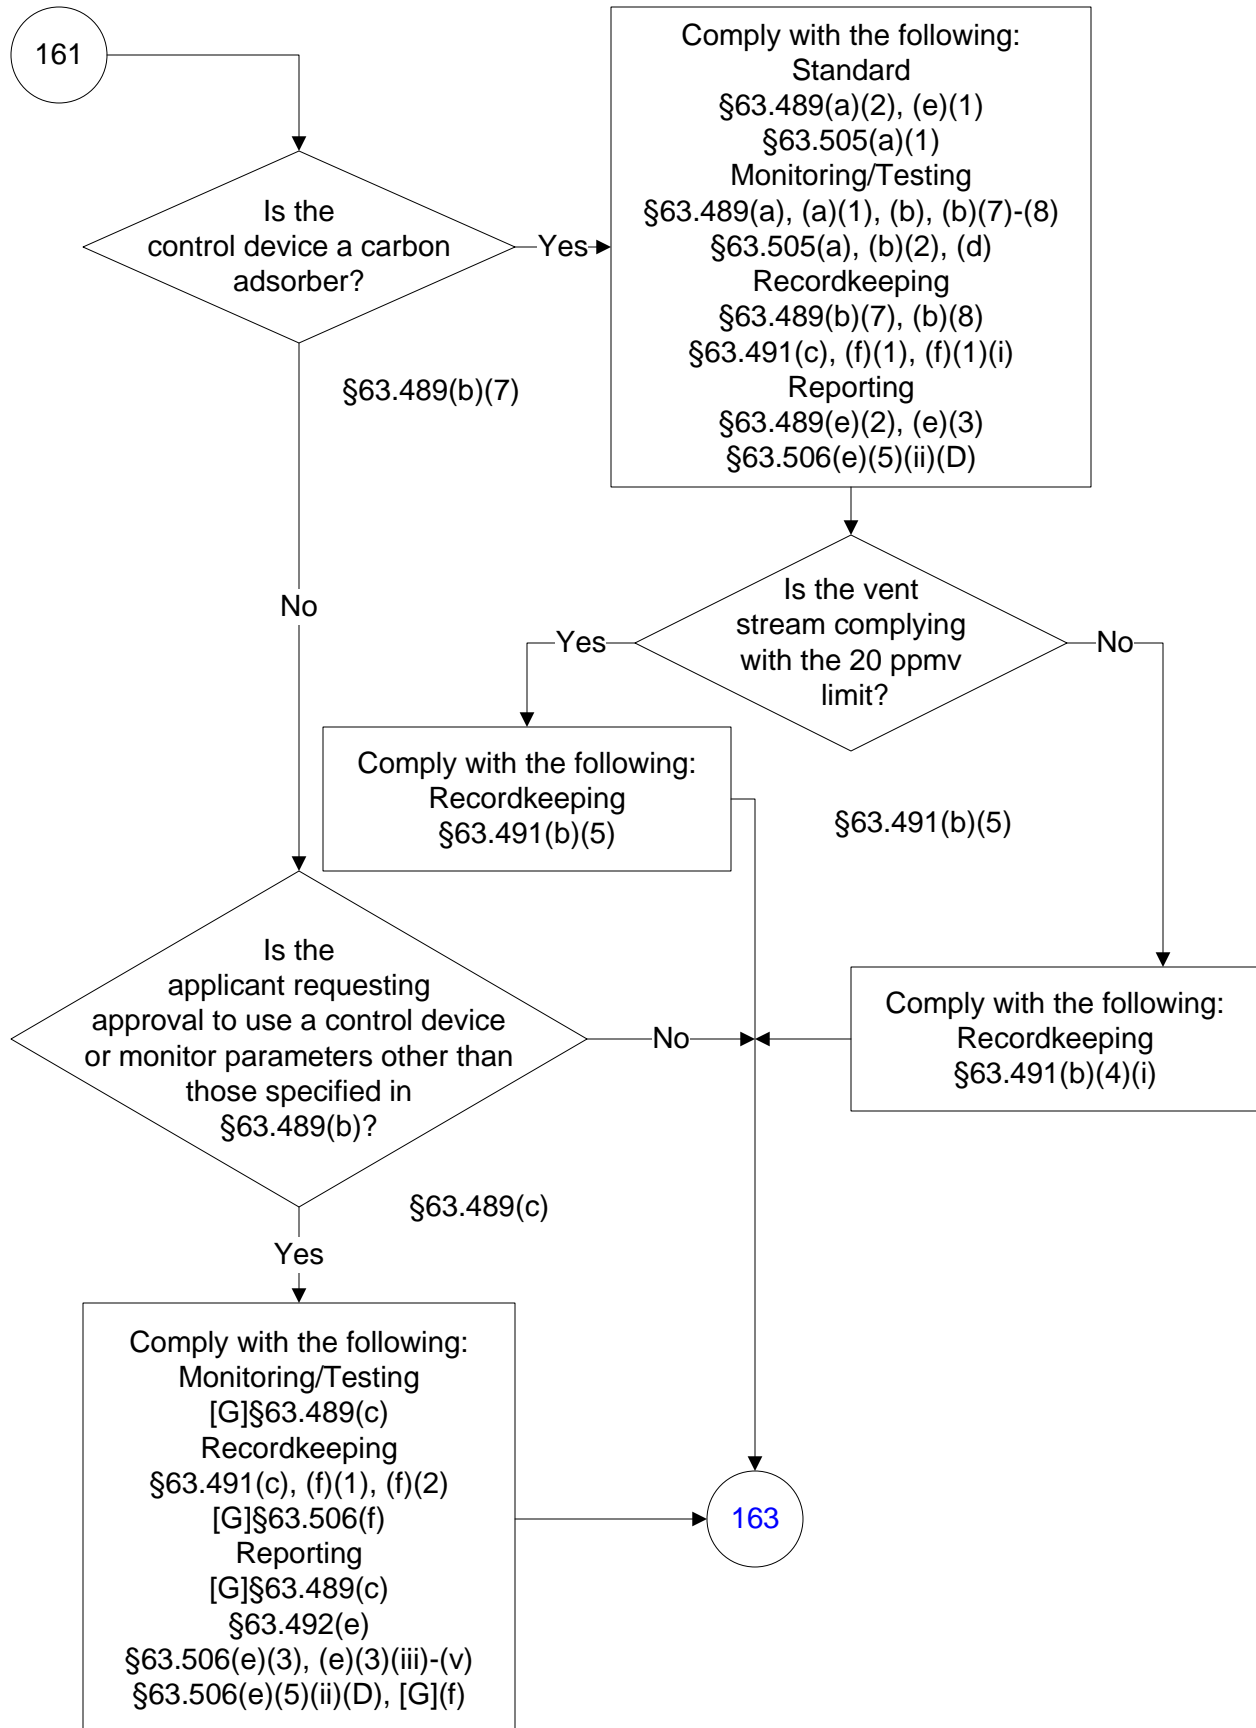 161
Is the
control device a carbon
adsorber?
Yes
Comply with the following:
Standard
§63.489(a)(2), (e)(1)
§63.505(a)(1)
Monitoring/Testing
§63.489(a), (a)(1), (b), (b)(7)-(8)
§63.505(a), (b)(2), (d)
Recordkeeping
§63.489(b)(7), (b)(8)
§63.491(c), (f)(1), (f)(1)(i)
Reporting
§63.489(e)(2), (e)(3)
§63.506(e)(5)(ii)(D)
§63.489(b)(7)
No
Is the vent
stream complying
with the 20 ppmv
limit?
Yes
No
Comply with the following:
Recordkeeping
§63.491(b)(5)
§63.491(b)(5)
Is the
applicant requesting
approval to use a control device
or monitor parameters other than
those specified in
§63.489(b)?
No
Comply with the following:
Recordkeeping
§63.491(b)(4)(i)
§63.489(c)
Yes
Comply with the following:
Monitoring/Testing
[G]§63.489(c)
Recordkeeping
§63.491(c), (f)(1), (f)(2)
[G]§63.506(f)
Reporting
[G]§63.489(c)
§63.492(e)
§63.506(e)(3), (e)(3)(iii)-(v)
§63.506(e)(5)(ii)(D), [G](f)
163